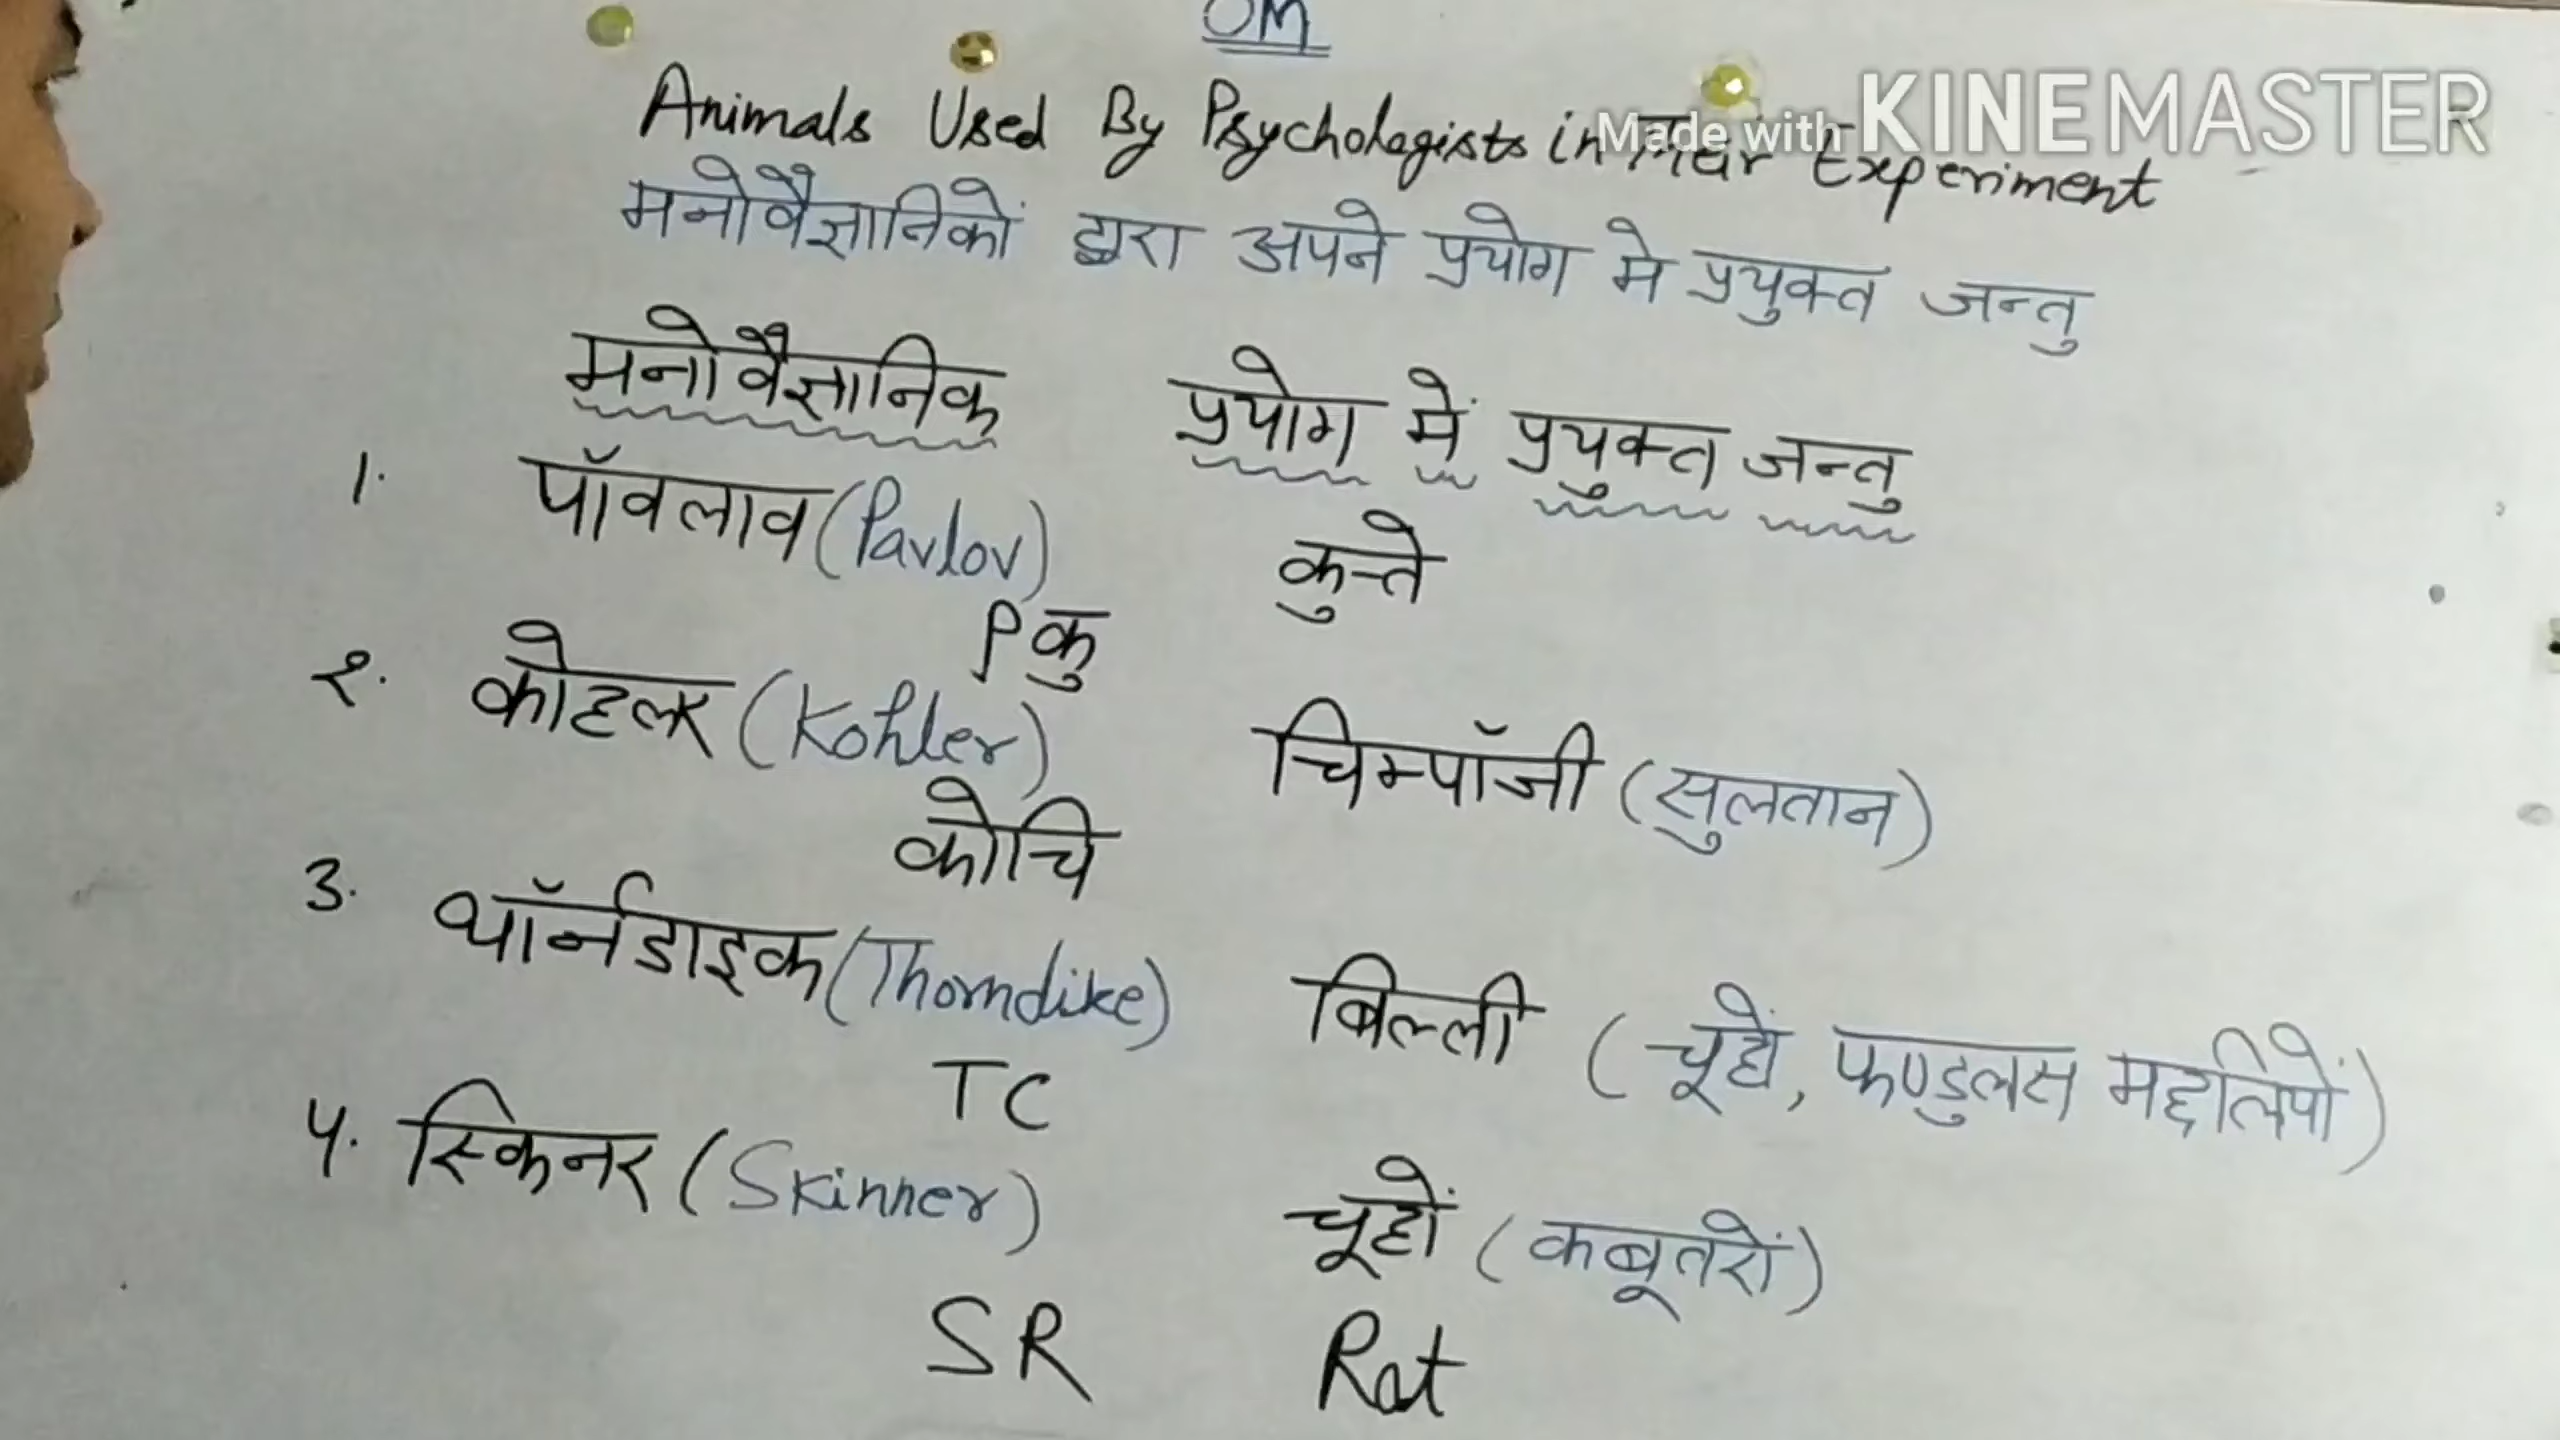 OM
Made with KINEMASTER
Animals Used By Psychologists in Their Experiment
मनोवैज्ञानिकों द्वारा अपने प्रयोग मे प्रयुक्त जन्तु
मनोवैज्ञानिक प्रयोग में प्रयुक्त जन्तु
1. पॉवलाव (Pavlov) कुत्ते
Pकु
२. कोहलर (Kohler) चिम्पॉजी (सुलतान)
कोचि
3. थॉर्नडाइक (Thorndike) बिल्ली (चूहों, फण्डुलस मछलियों)
TC
4. स्किनर (Skinner) चूहों (कबूतरों)
SR Rat